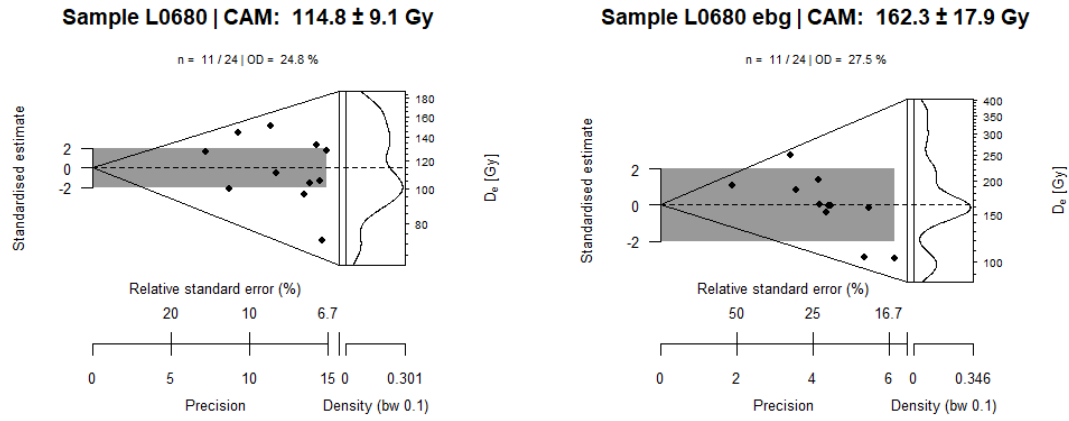 Sample L0680 | CAM: 114.8 ± 9.1 Gy
n = 11 / 24 | OD = 24.8 %
Standardised estimate
2
0
-2
180
160
140
120
100
80
De [Gy]
Relative standard error (%)
20 10 6.7
0 5 10 15 0 0.301
Precision Density (bw 0.1)
Sample L0680 ebg | CAM: 162.3 ± 17.9 Gy
n = 11 / 24 | OD = 27.5 %
Standardised estimate
2
0
-2
400
350
300
250
200
150
100
De [Gy]
Relative standard error (%)
50 25 16.7
0 2 4 6 0 0.346
Precision Density (bw 0.1)